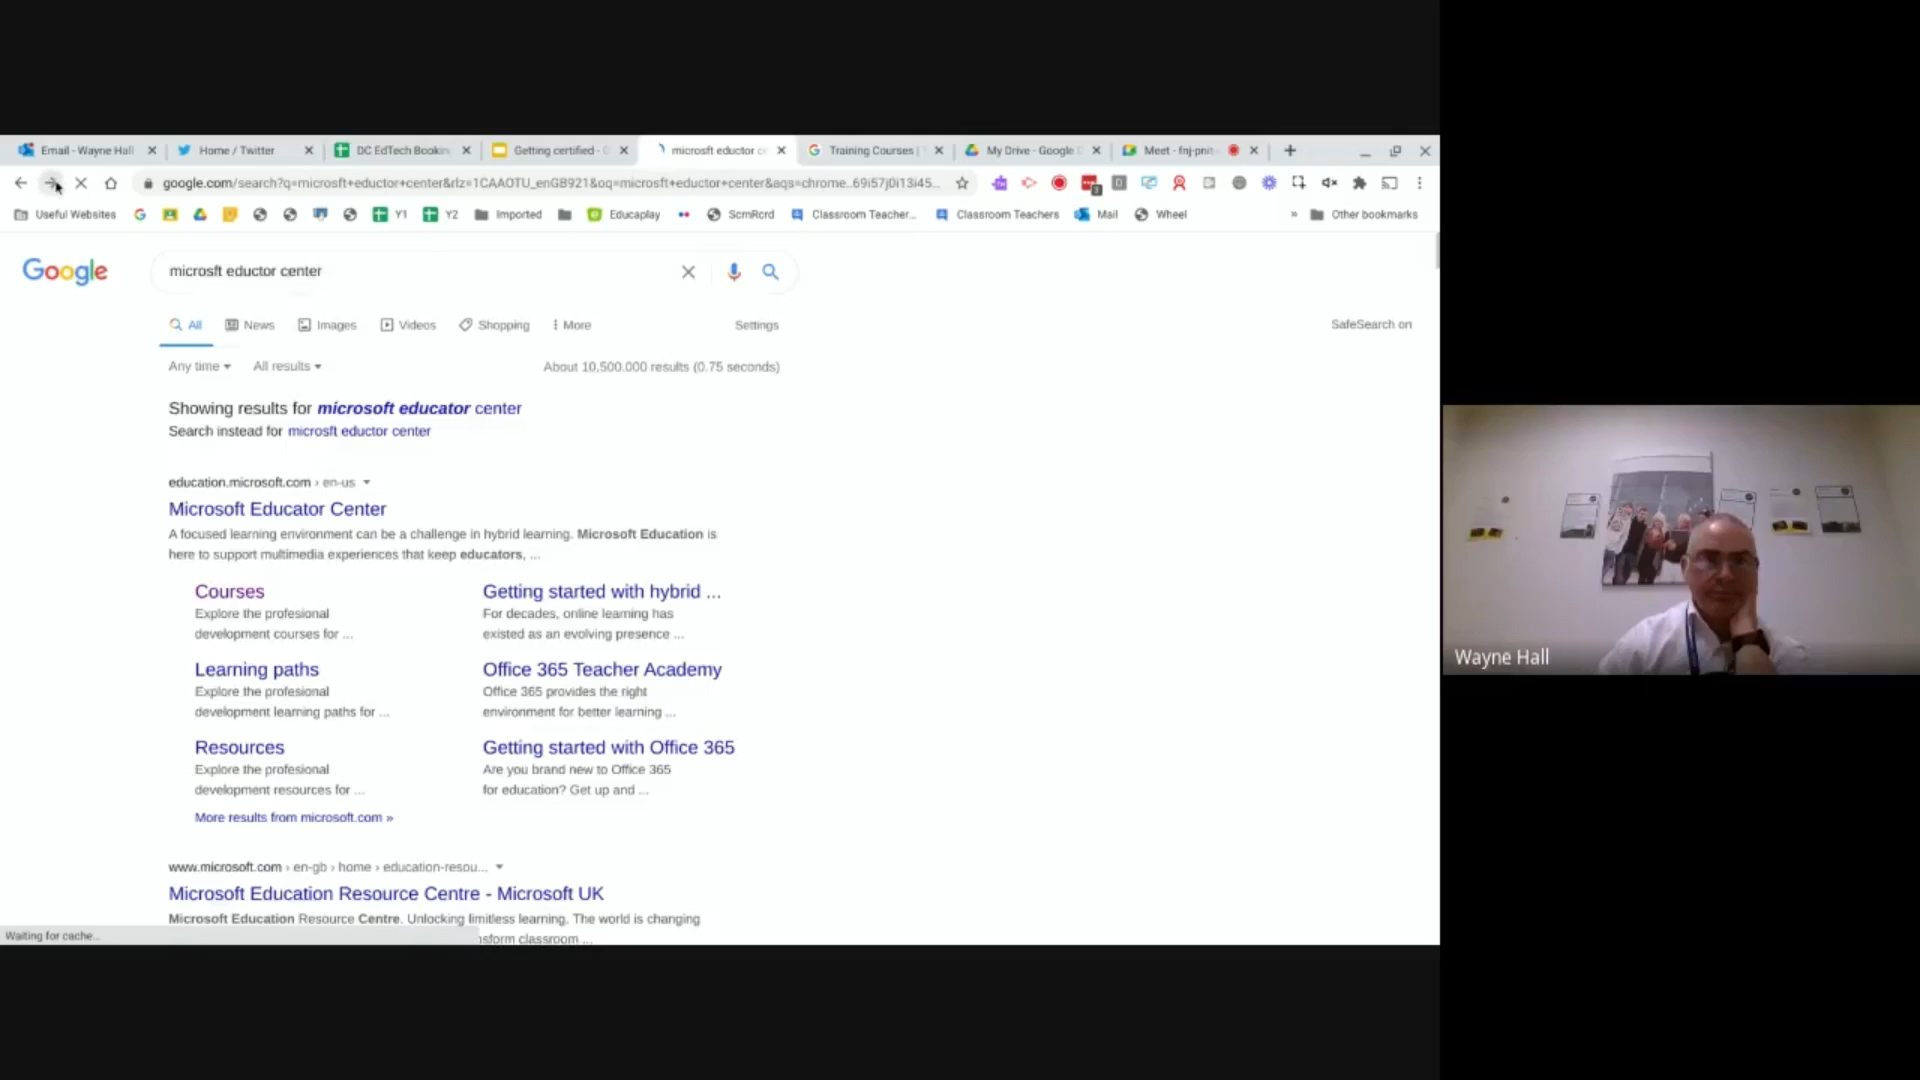 Email - Wayne Hall
Home / Twitter
DC EdTech Bookin
Getting certified -
microsft eductor ce
Training Courses |
My Drive - Google
Meet - fnj-pnit-
google.com/search?q=microsft+eductor+center&rlz=1CAAOTU_enGB921&oq=microsft+eductor+center&aqs=chrome..69i57j0i13i45...
Useful Websites
Y1
Y2
Imported
Educaplay
ScrnRcrd
Classroom Teacher...
Classroom Teachers
Mail
Wheel
»
Other bookmarks
Google
microsft eductor center
All
News
Images
Videos
Shopping
More
Settings
SafeSearch on
Any time
All results
About 10,500,000 results (0.75 seconds)
Showing results for microsoft educator center
Search instead for microsft eductor center
education.microsoft.com › en-us
Microsoft Educator Center
A focused learning environment can be a challenge in hybrid learning. Microsoft Education is
here to support multimedia experiences that keep educators, ...
Courses
Explore the profesional
development courses for ...
Getting started with hybrid ...
For decades, online learning has
existed as an evolving presence ...
Learning paths
Explore the profesional
development learning paths for ...
Office 365 Teacher Academy
Office 365 provides the right
environment for better learning ...
Resources
Explore the profesional
development resources for ...
Getting started with Office 365
Are you brand new to Office 365
for education? Get up and ...
More results from microsoft.com »
www.microsoft.com › en-gb › home › education-resou...
Microsoft Education Resource Centre - Microsoft UK
Microsoft Education Resource Centre. Unlocking limitless learning. The world is changing
nsform classroom ...
Waiting for cache...
Wayne Hall